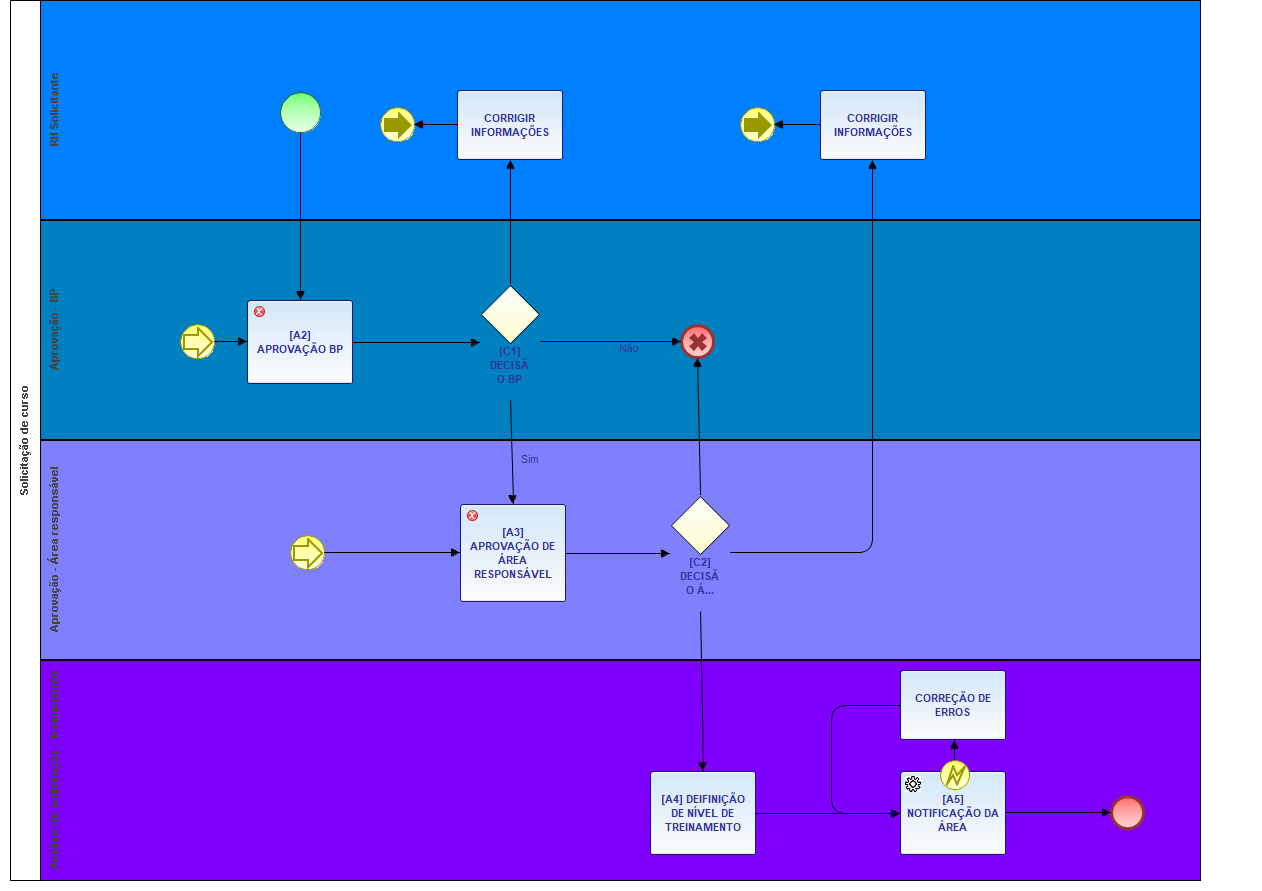 Solicitação de curso
RH Solicitante
CORRIGIR
INFORMAÇÕES
CORRIGIR
INFORMAÇÕES
Aprovação - BP
[A2]
APROVAÇÃO BP
[C1]
DECISÃ
O BP
Não
Sim
Aprovação - Área responsável
[A3]
APROVAÇÃO DE
ÁREA
RESPONSÁVEL
[C2]
DECISÃ
O Á...
Análise da solicitação - Treinamento
CORREÇÃO DE
ERROS
[A4] DEIFINIÇÃO
DE NÍVEL DE
TREINAMENTO
[A5]
NOTIFICAÇÃO DA
ÁREA